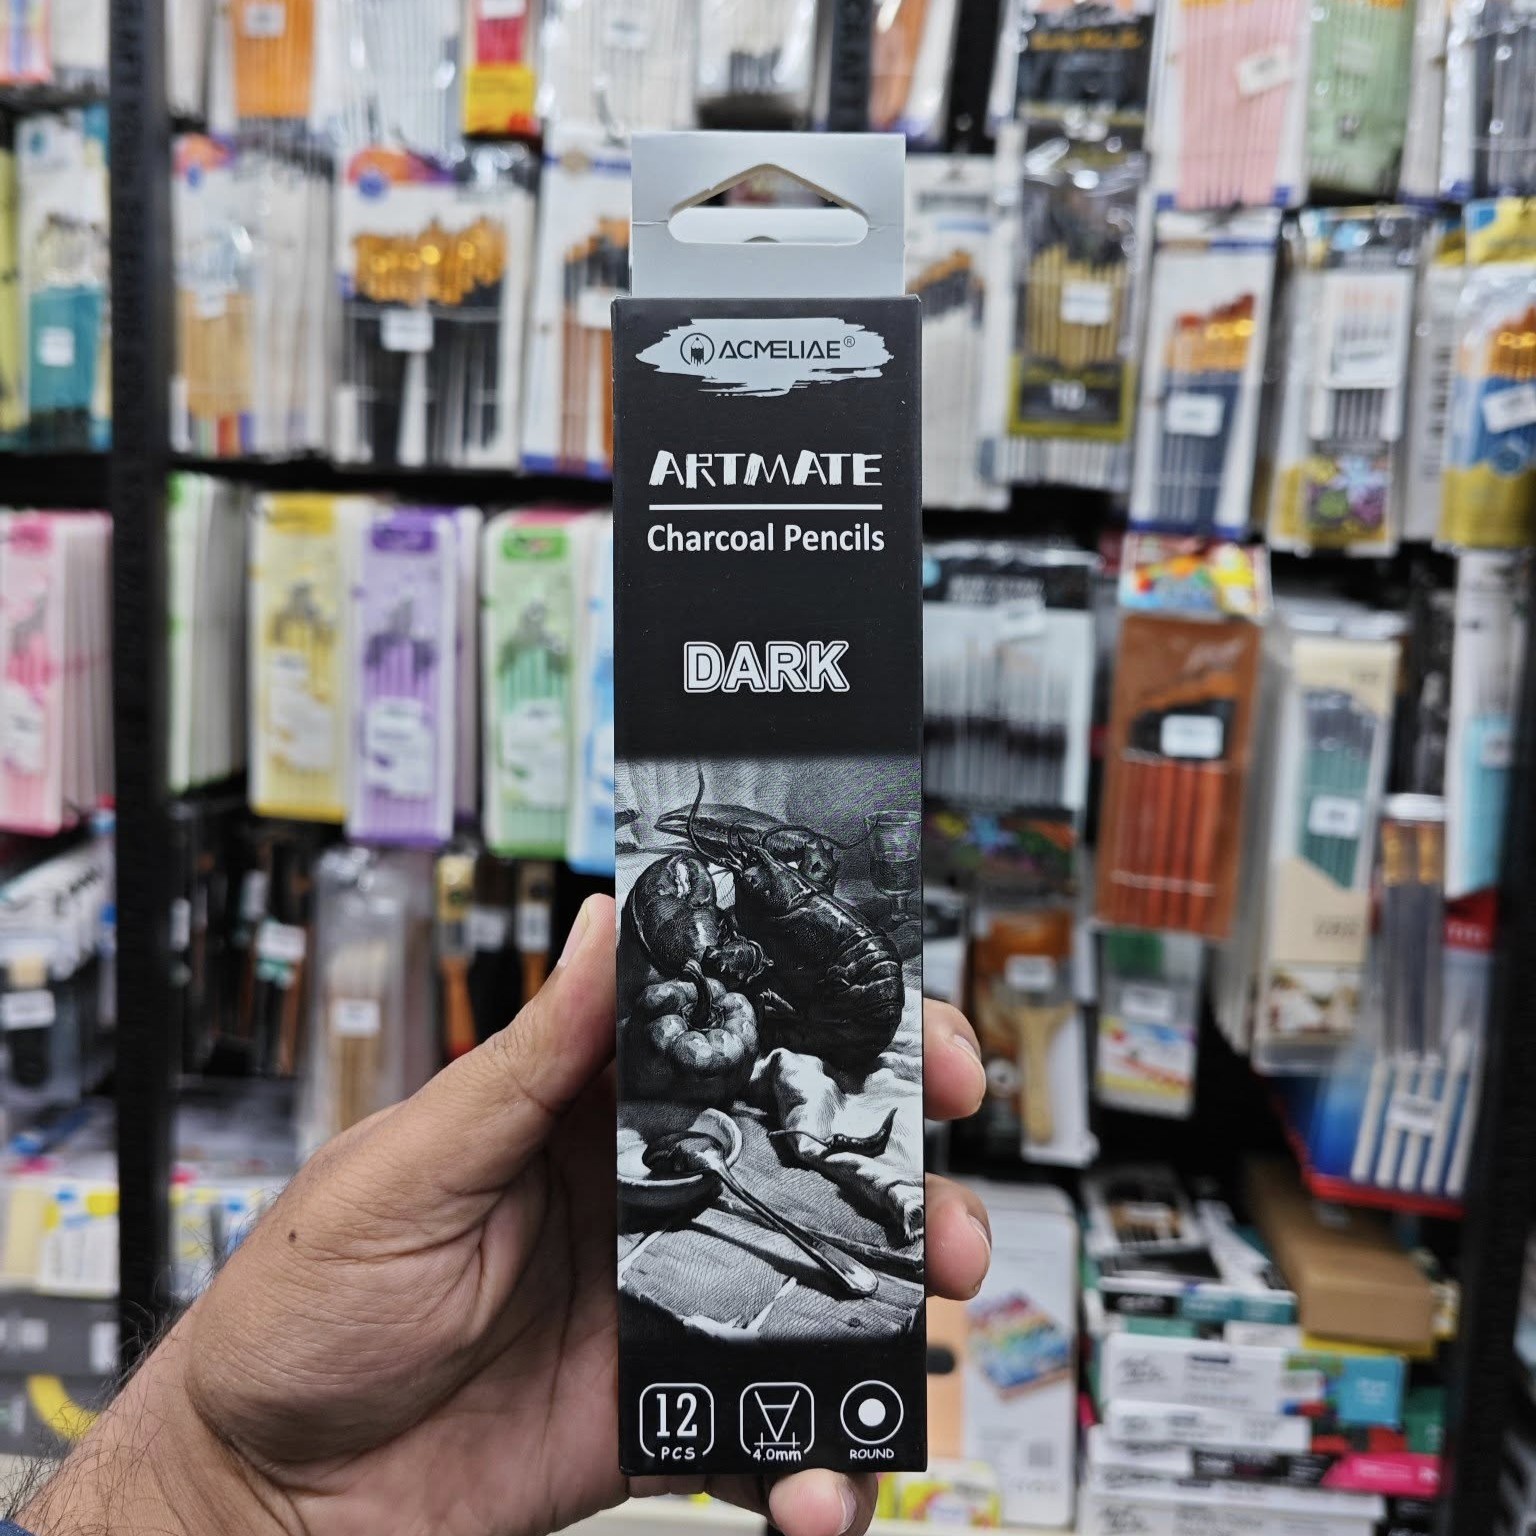 ACMELIAE®
ARTMATE
Charcoal Pencils
DARK
12
PCS
4.0mm
ROUND